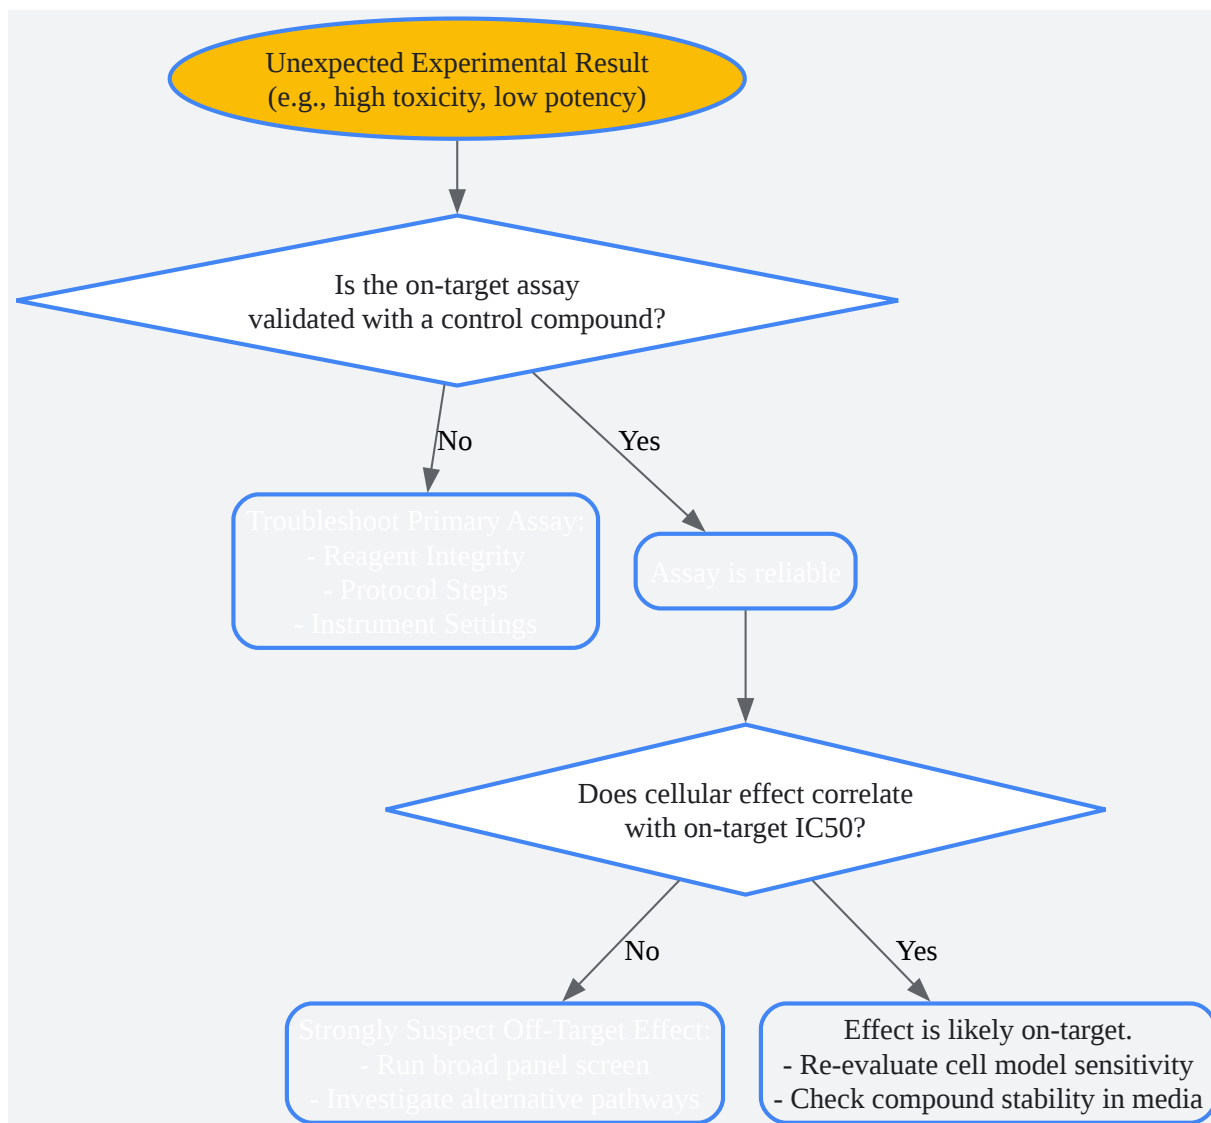 Unexpected Experimental Result
(e.g., high toxicity, low potency)
Is the on-target assay
validated with a control compound?
No
Yes
Troubleshoot Primary Assay:
- Reagent Integrity
- Protocol Steps
- Instrument Settings
Assay is reliable
Does cellular effect correlate
with on-target IC50?
No
Yes
Strongly Suspect Off-Target Effect:
- Run broad panel screen
- Investigate alternative pathways
Effect is likely on-target.
- Re-evaluate cell model sensitivity
- Check compound stability in media